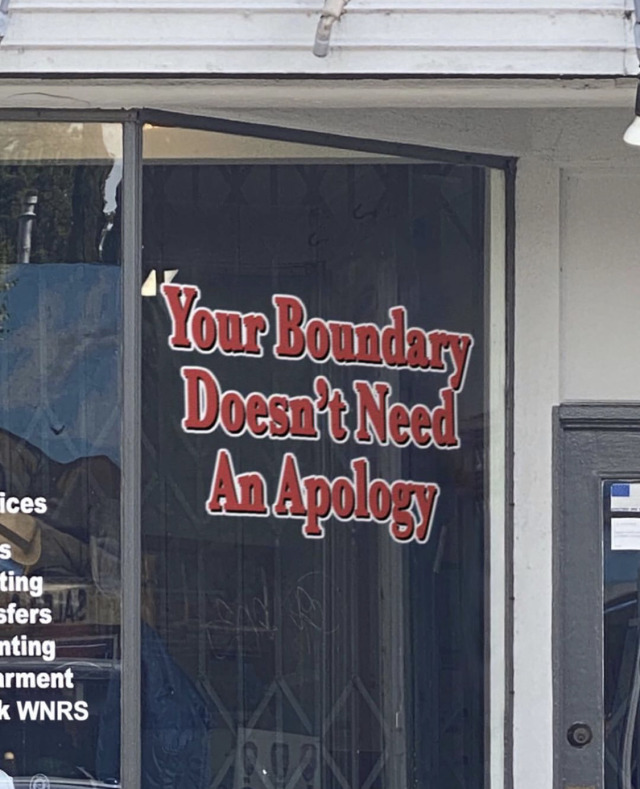 Your Boundary
Doesn't Need
An Apology
ices
s
ting
sfers
nting
arment
k WNRS